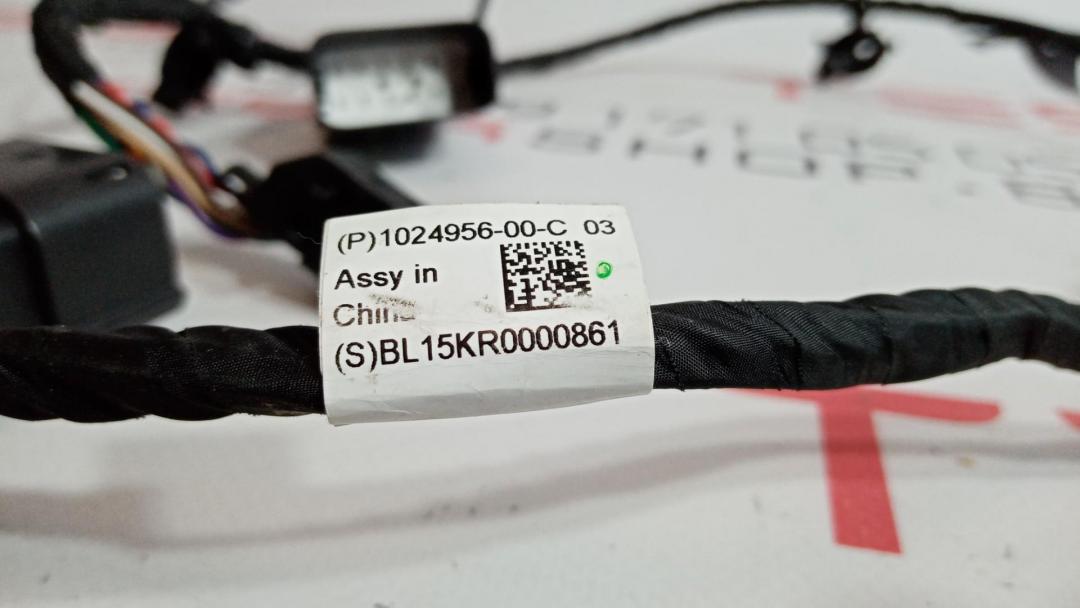 (P)1024956-00-C 03
Assy in
China
(S)BL15KR0000861